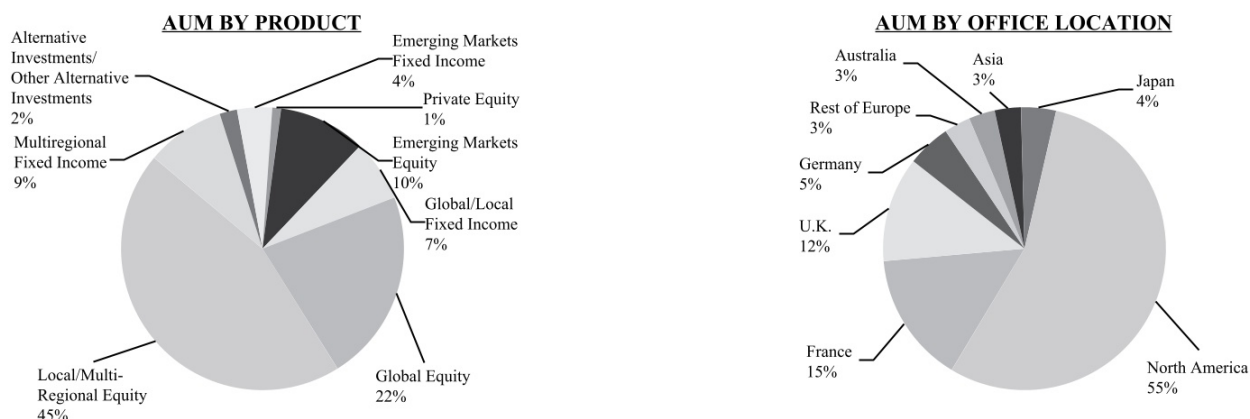 AUM BY PRODUCT
Alternative
Investments/
Other Alternative
Investments
2%
Emerging Markets
Fixed Income
4%
Private Equity
1%
Multiregional
Fixed Income
9%
Emerging Markets
Equity
10%
Global/Local
Fixed Income
7%
Local/Multi-
Regional Equity
45%
Global Equity
22%
AUM BY OFFICE LOCATION
Australia
3%
Asia
3%
Japan
4%
Rest of Europe
3%
Germany
5%
U.K.
12%
France
15%
North America
55%